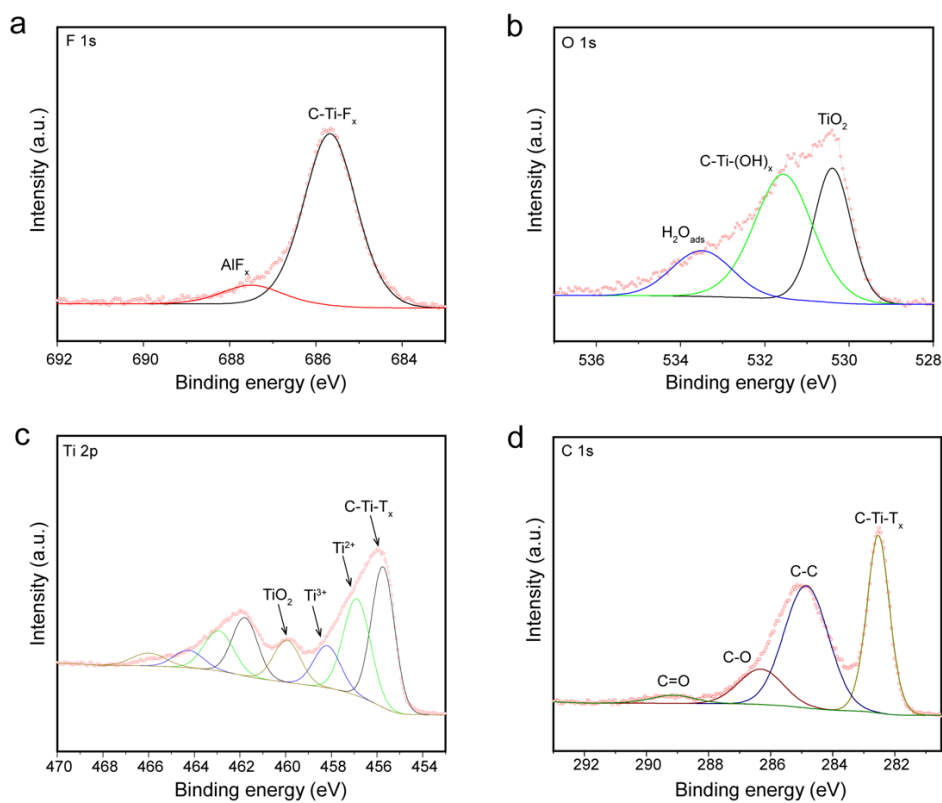 a
F 1s
C-Ti-Fₓ
AlFₓ
Intensity (a.u.)
692 690 688 686 684
Binding energy (eV)
b
O 1s
TiO₂
C-Ti-(OH)ₓ
H₂Oₐds
Intensity (a.u.)
536 534 532 530 528
Binding energy (eV)
c
Ti 2p
C-Ti-Tₓ
Ti²⁺
TiO₂
Ti³⁺
Intensity (a.u.)
470 468 466 464 462 460 458 456 454
Binding energy (eV)
d
C 1s
C-Ti-Tₓ
C-C
C-O
C=O
Intensity (a.u.)
292 290 288 286 284 282
Binding energy (eV)